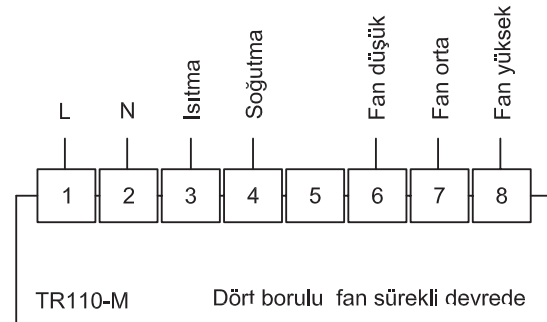 L
N
Isıtma
Soğutma
Fan düşük
Fan orta
Fan yüksek
1 2 3 4 5 6 7 8
TR110-M
Dört borulu fan sürekli devrede